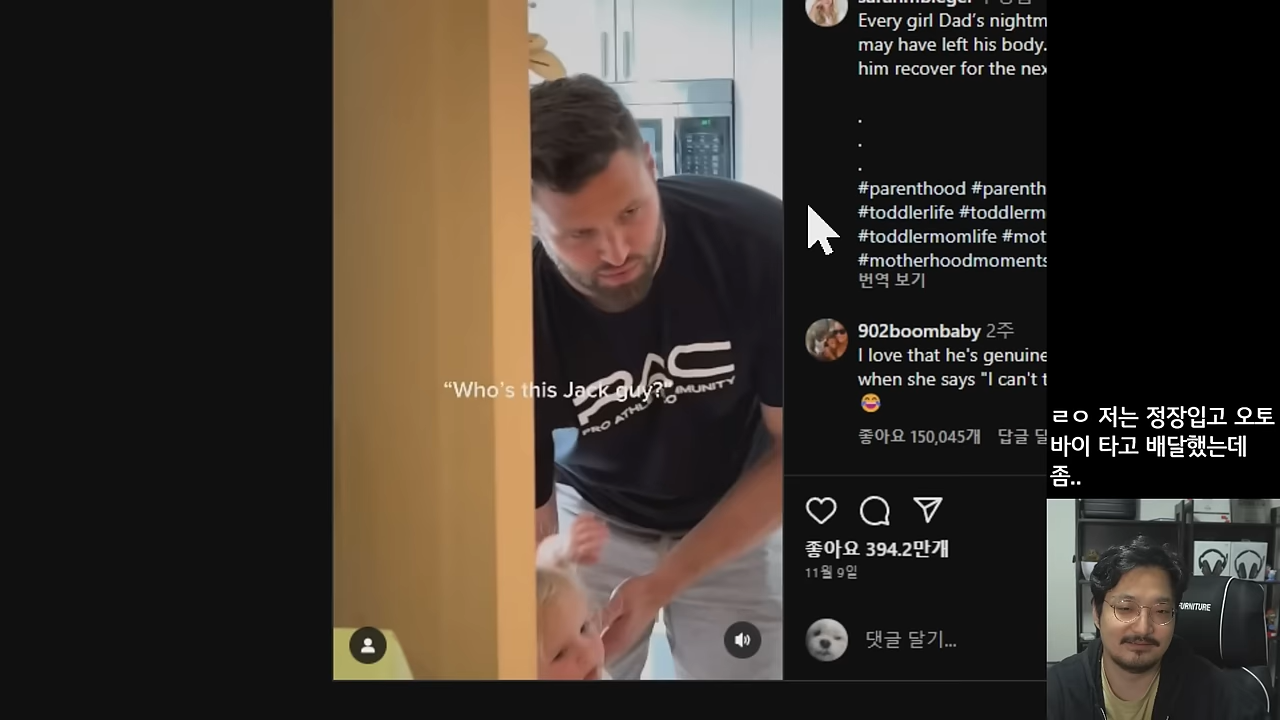 Every girl Dad’s nightm
may have left his body.
him recover for the nex
.
.
.
#parenthood #parenth
#toddlerlife #toddlerm
#toddlermomlife #mot
#motherhoodmoments
번역 보기
902boombaby 2주
I love that he's genuine
when she says "I can't t
좋아요 150,045개 답글 달
좋아요 394.2만개
11월 9일
댓글 달기...
“Who’s this Jack guy?”
PAC
PRO ATHL
MMUNITY
ㄹㅇ 저는 정장입고 오토
바이 타고 배달했는데
좀..
FURNITURE